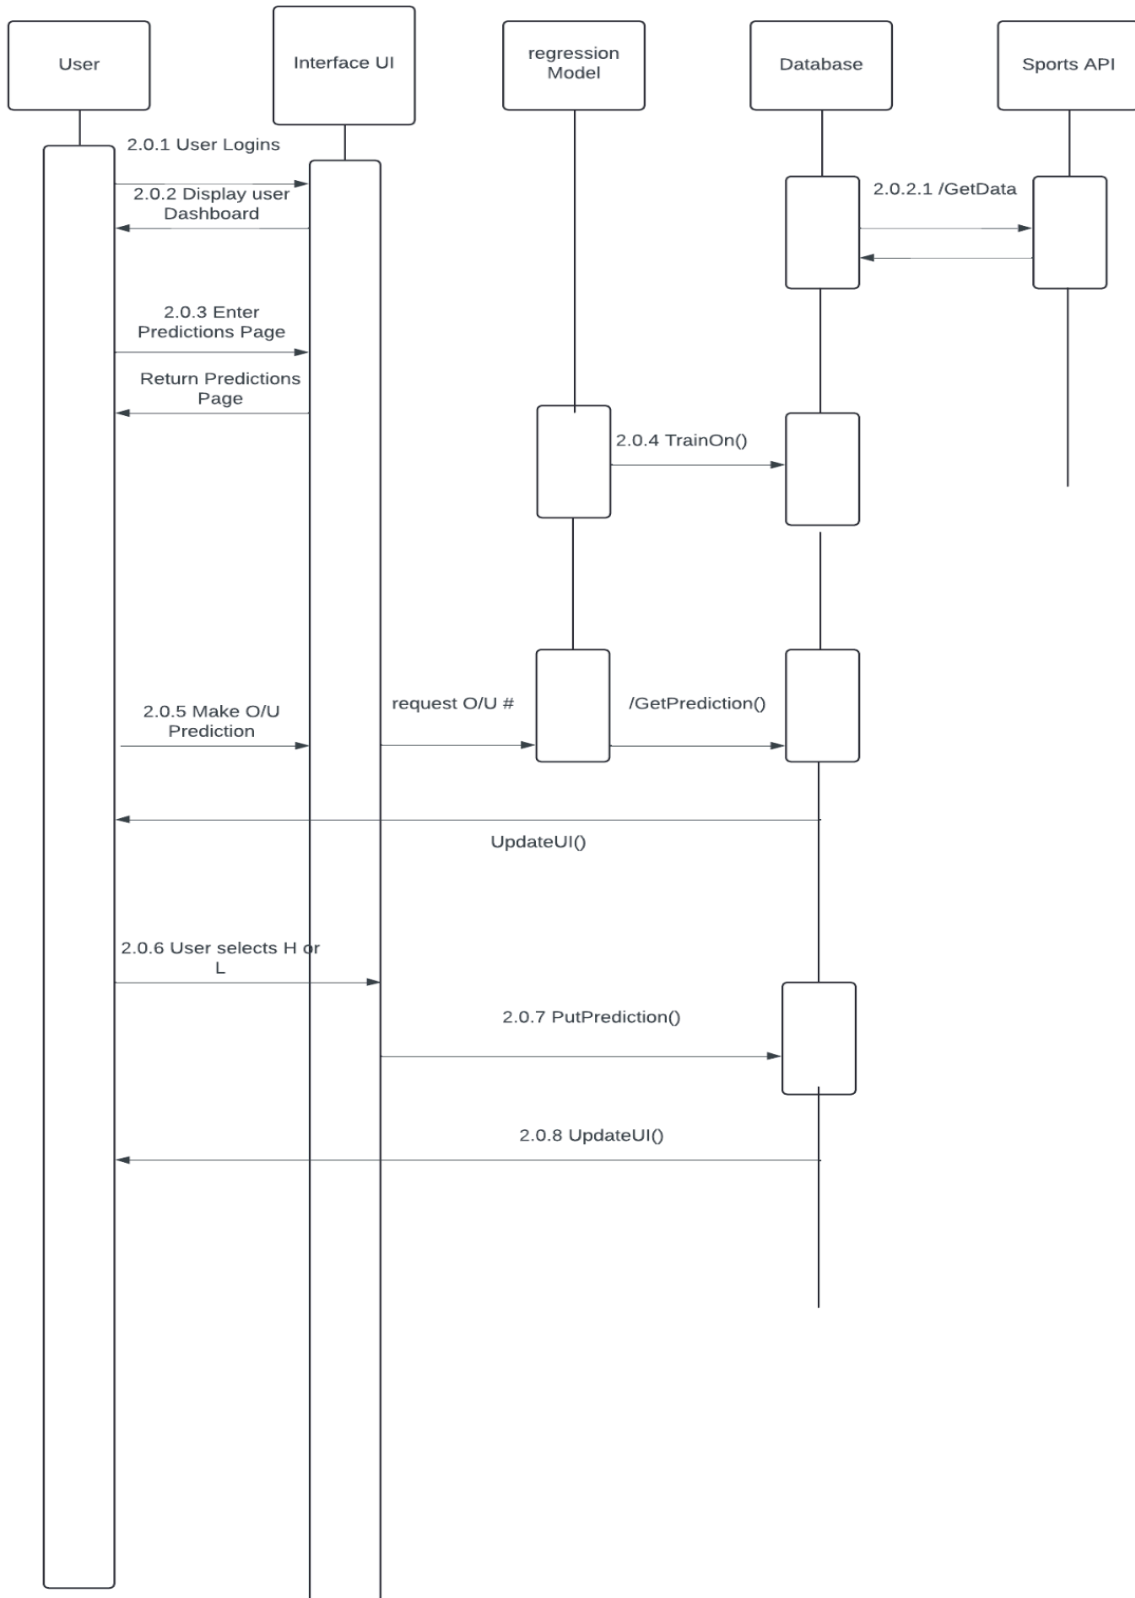 User
Interface UI
regression
Model
Database
Sports API
2.0.1 User Logins
2.0.2 Display user
Dashboard
2.0.2.1 /GetData
2.0.3 Enter
Predictions Page
Return Predictions
Page
2.0.4 TrainOn()
2.0.5 Make O/U
Prediction
request O/U #
/GetPrediction()
UpdateUI()
2.0.6 User selects H or
L
2.0.7 PutPrediction()
2.0.8 UpdateUI()